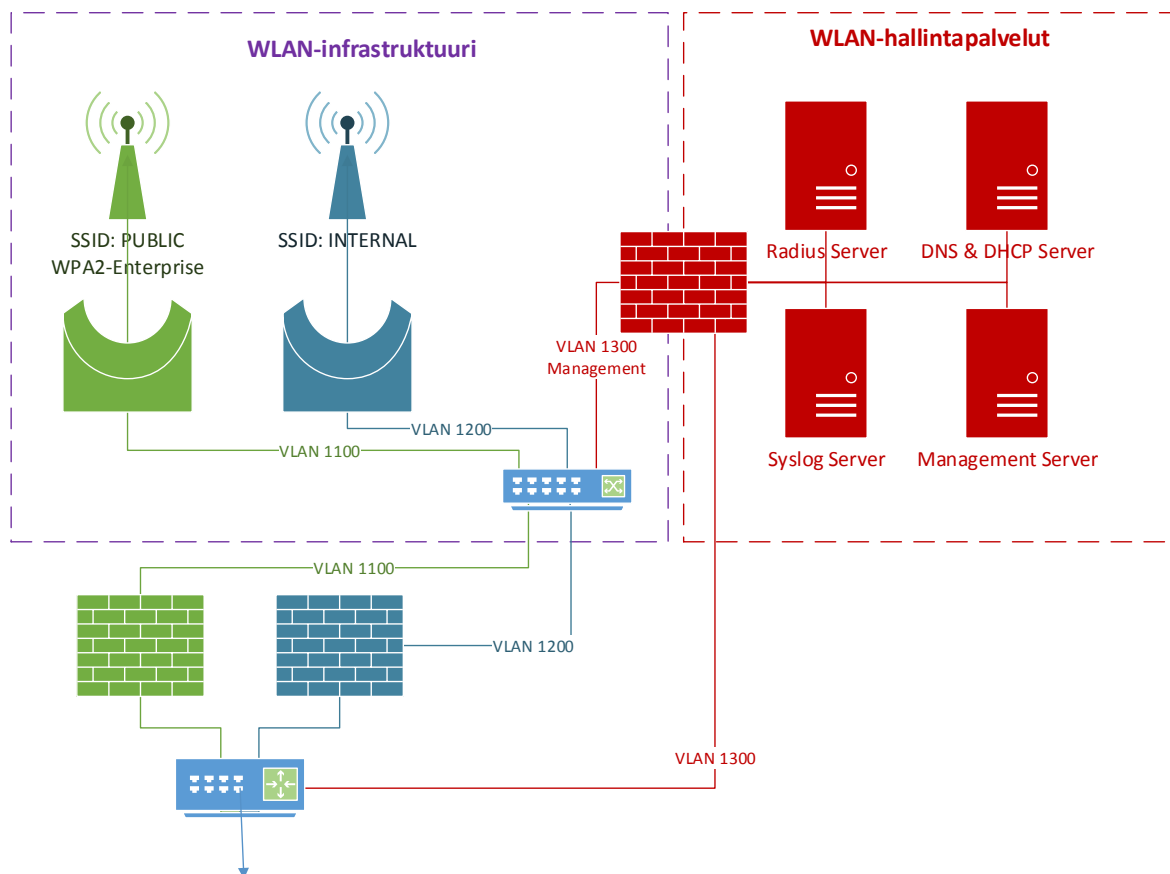 WLAN-infrastruktuuri
WLAN-hallintapalvelut
SSID: PUBLIC
WPA2-Enterprise
SSID: INTERNAL
Radius Server
DNS & DHCP Server
VLAN 1300
Management
VLAN 1200
VLAN 1100
Syslog Server
Management Server
VLAN 1100
VLAN 1200
VLAN 1300